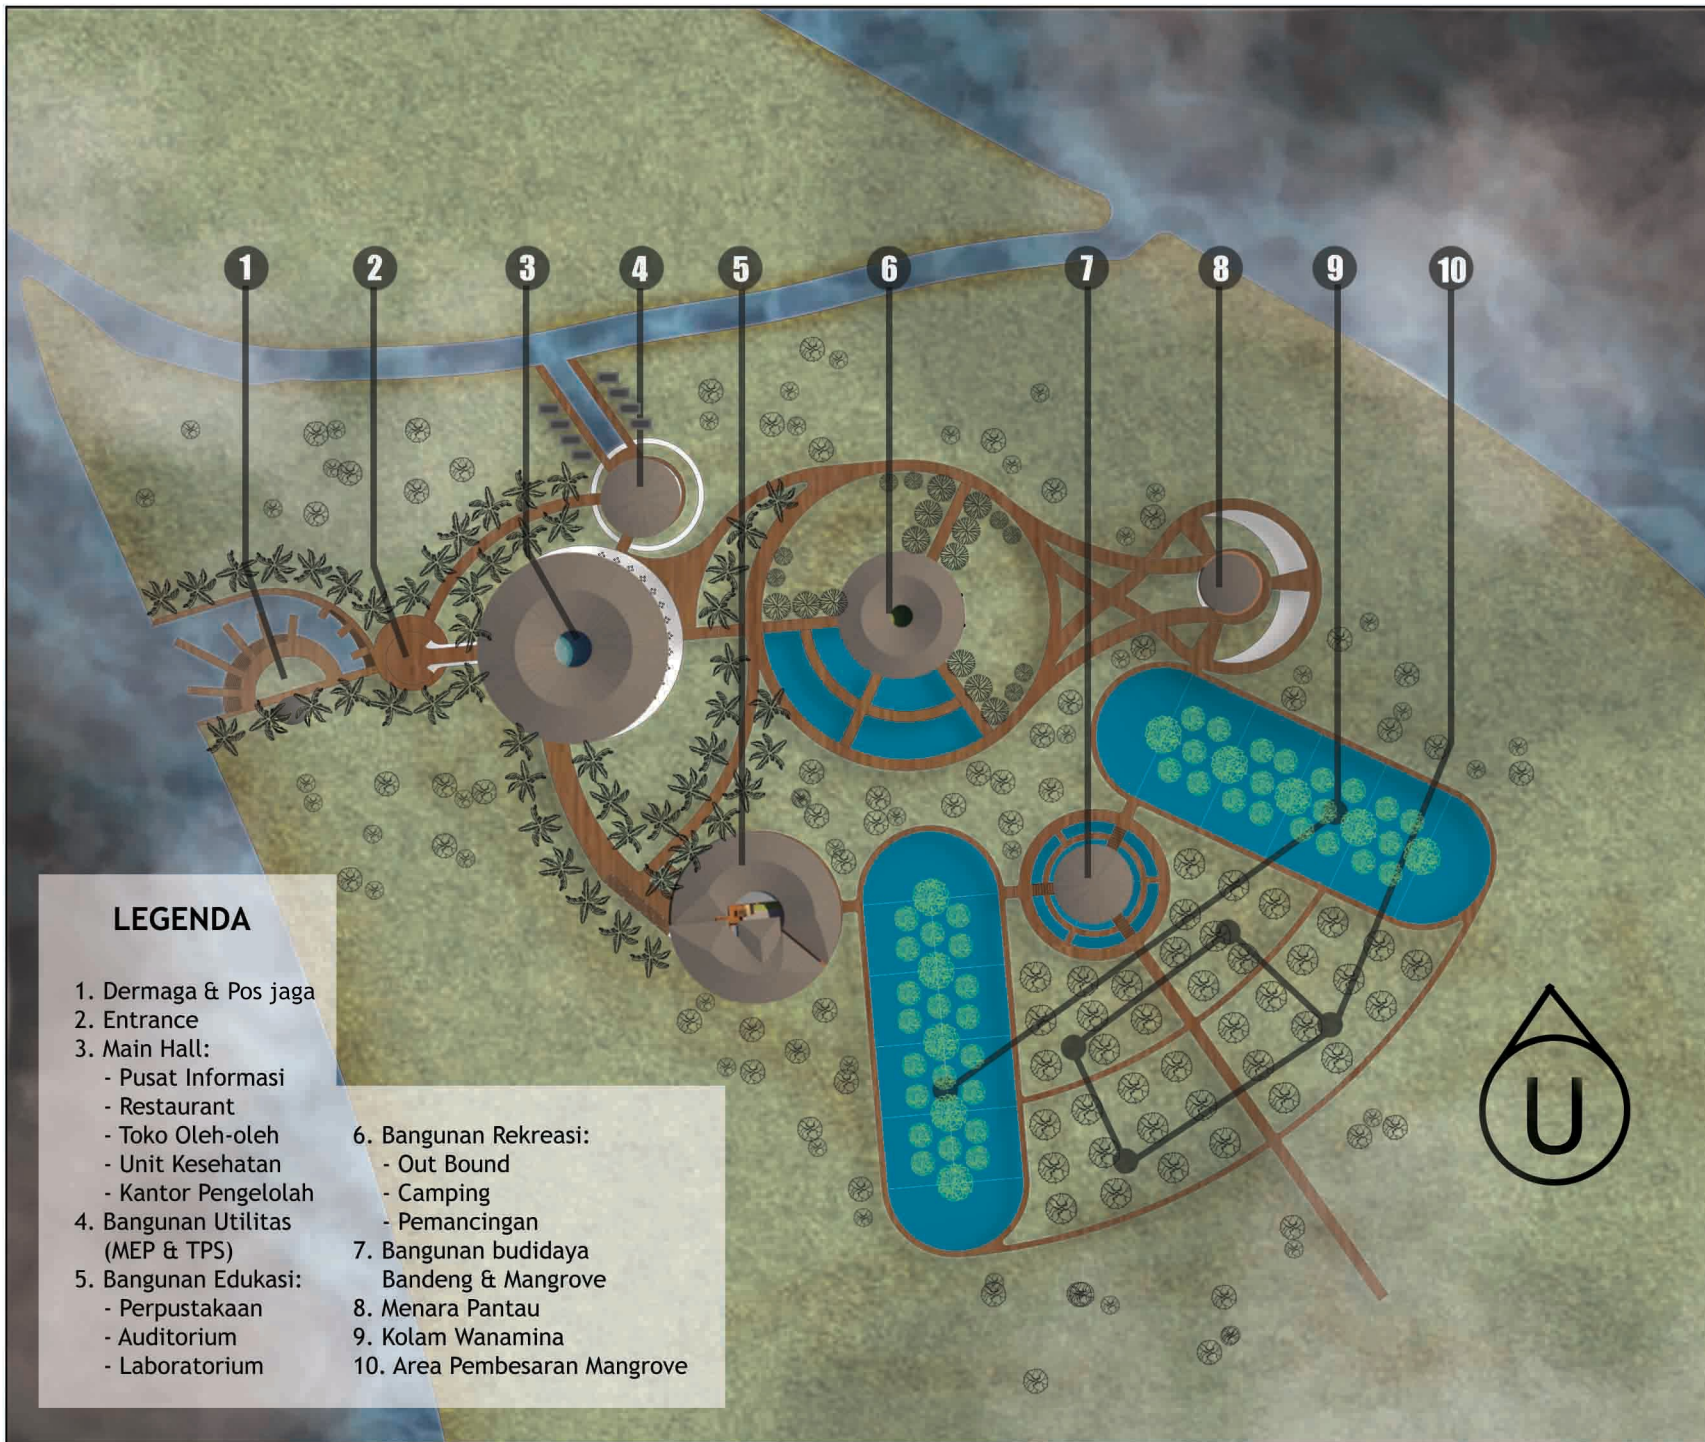 1 2 3 4 5 6 7 8 9 10
LEGENDA
1. Dermaga & Pos jaga
2. Entrance
3. Main Hall:
- Pusat Informasi
- Restaurant
- Toko Oleh-oleh
- Unit Kesehatan
- Kantor Pengelolah
4. Bangunan Utilitas
(MEP & TPS)
5. Bangunan Edukasi:
- Perpustakaan
- Auditorium
- Laboratorium
6. Bangunan Rekreasi:
- Out Bound
- Camping
- Pemancingan
7. Bangunan budidaya
Bandeng & Mangrove
8. Menara Pantau
9. Kolam Wanamina
10. Area Pembesaran Mangrove
U